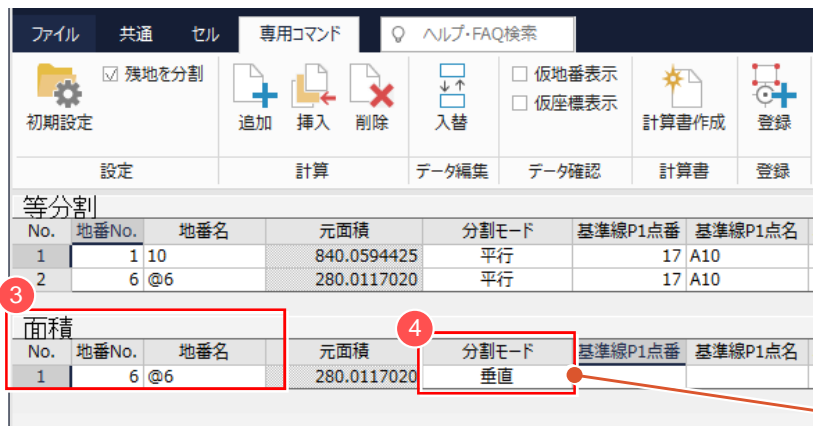 ファイル 共通 セル 専用コマンド ヘルプ・FAQ検索
残地を分割 仮地番表示
仮座標表示
初期設定 追加 挿入 削除 入替 計算書作成 登録
設定 計算 データ編集 データ確認 計算書 登録
等分割
No. 地番No. 地番名 元面積 分割モード 基準線P1点番 基準線P1点名
1 1 10 840.0594425 平行 17 A10
2 6 @6 280.0117020 平行 17 A10
3 4
面積
No. 地番No. 地番名 元面積 分割モード 基準線P1点番 基準線P1点名
1 6 @6 280.0117020 垂直